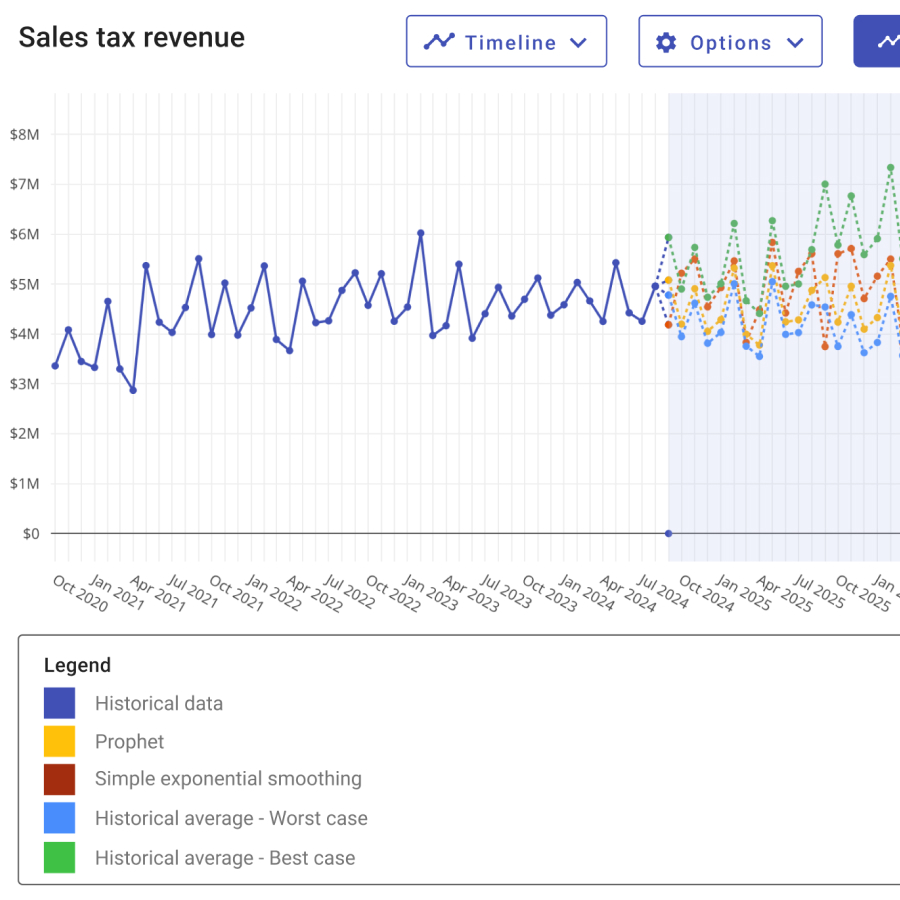 Sales tax revenue
Timeline
Options
$8M
$7M
$6M
$5M
$4M
$3M
$2M
$1M
$0
Oct 2020
Jan 2021
Apr 2021
Jul 2021
Oct 2021
Jan 2022
Apr 2022
Jul 2022
Oct 2022
Jan 2023
Apr 2023
Jul 2023
Oct 2023
Jan 2024
Apr 2024
Jul 2024
Oct 2024
Jan 2025
Apr 2025
Jul 2025
Oct 2025
Jan
Legend
Historical data
Prophet
Simple exponential smoothing
Historical average - Worst case
Historical average - Best case